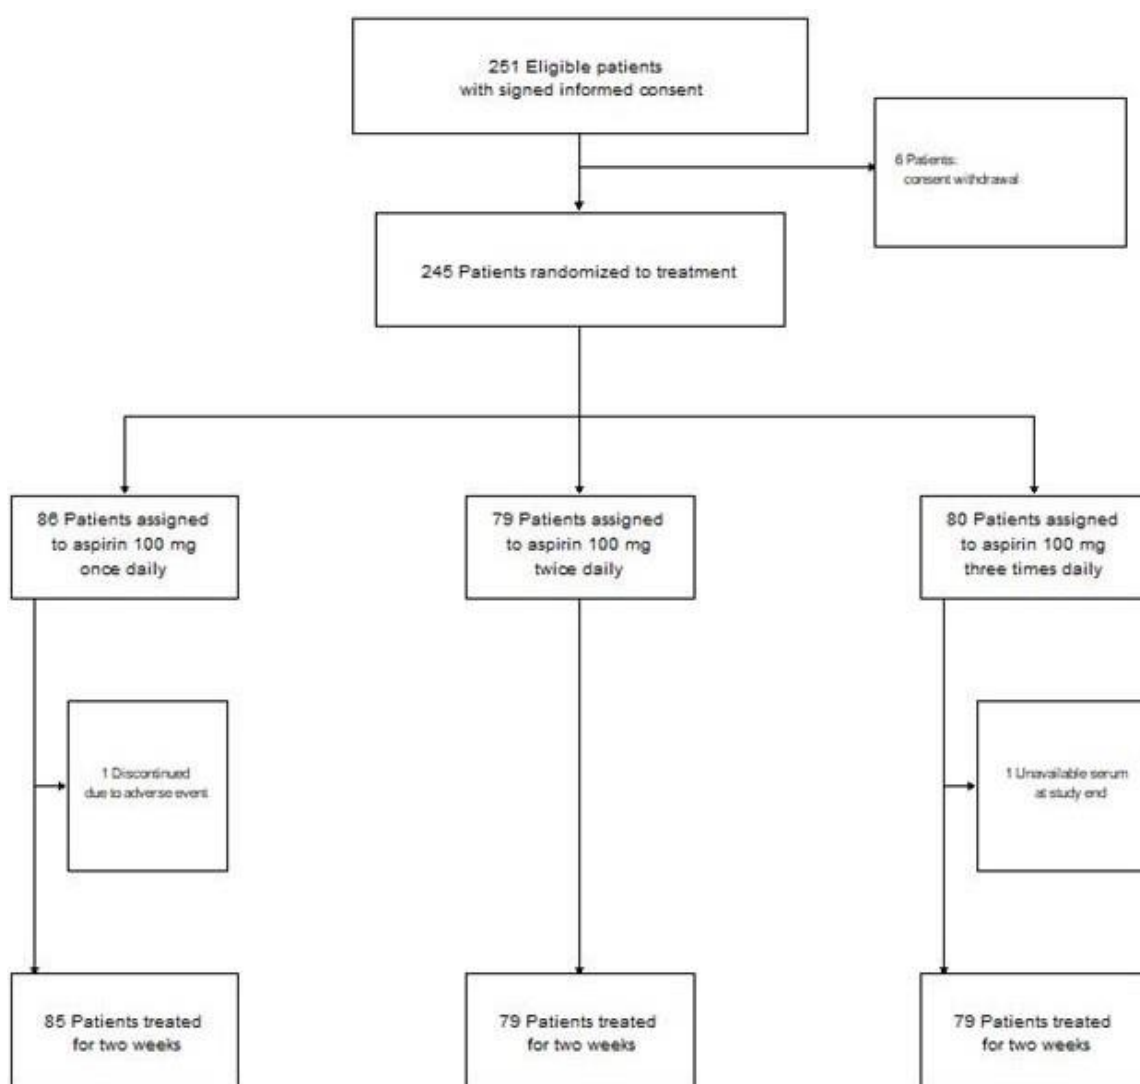 251 Eligible patients
with signed informed consent
6 Patients:
consent withdrawal
245 Patients randomized to treatment
86 Patients assigned
to aspirin 100 mg
once daily
79 Patients assigned
to aspirin 100 mg
twice daily
80 Patients assigned
to aspirin 100 mg
three times daily
1 Discontinued
due to adverse event
1 Unavailable serum
at study end
85 Patients treated
for two weeks
79 Patients treated
for two weeks
79 Patients treated
for two weeks